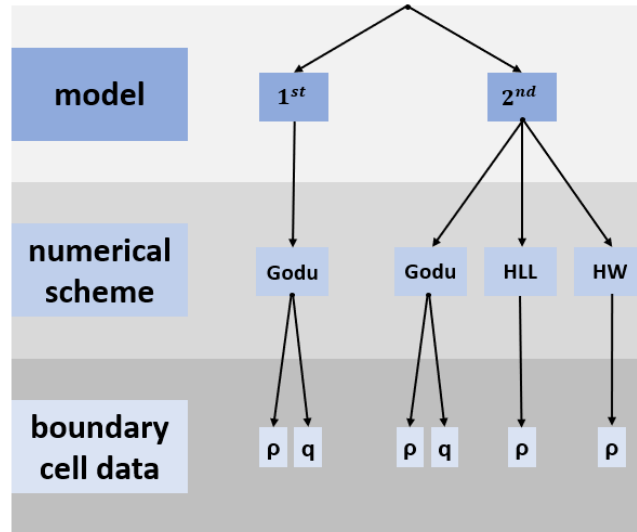 model
1st
2nd
numerical
scheme
Godu
Godu
HLL
HW
boundary
cell data
ρ
q
ρ
q
ρ
ρ